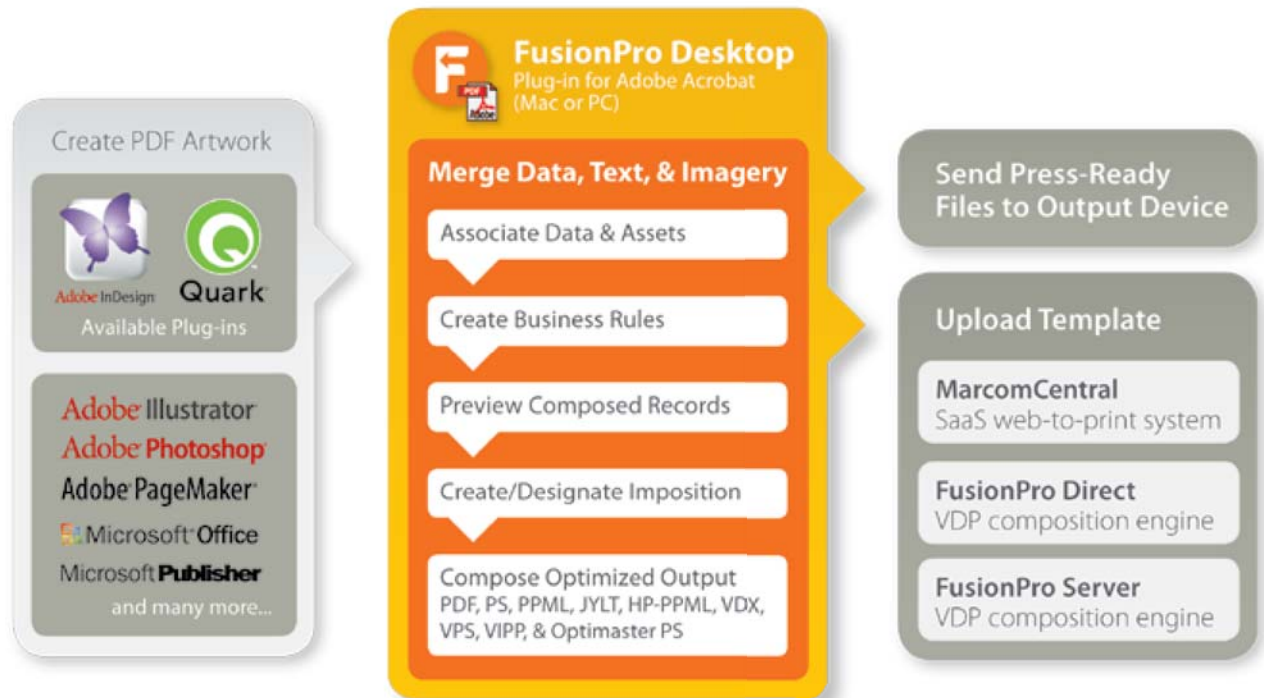 Create PDF Artwork
Adobe InDesign
Quark
Available Plug-ins
Adobe Illustrator
Adobe Photoshop
Adobe PageMaker
Microsoft Office
Microsoft Publisher
and many more...
F
PDF
Adobe
FusionPro Desktop
Plug-in for Adobe Acrobat
(Mac or PC)
Merge Data, Text, & Imagery
Associate Data & Assets
Create Business Rules
Preview Composed Records
Create/Designate Imposition
Compose Optimized Output
PDF, PS, PPML, JYLT, HP-PPML, VDX,
VPS, VIPP, & Optimaster PS
Send Press-Ready
Files to Output Device
Upload Template
MarcomCentral
SaaS web-to-print system
FusionPro Direct
VDP composition engine
FusionPro Server
VDP composition engine